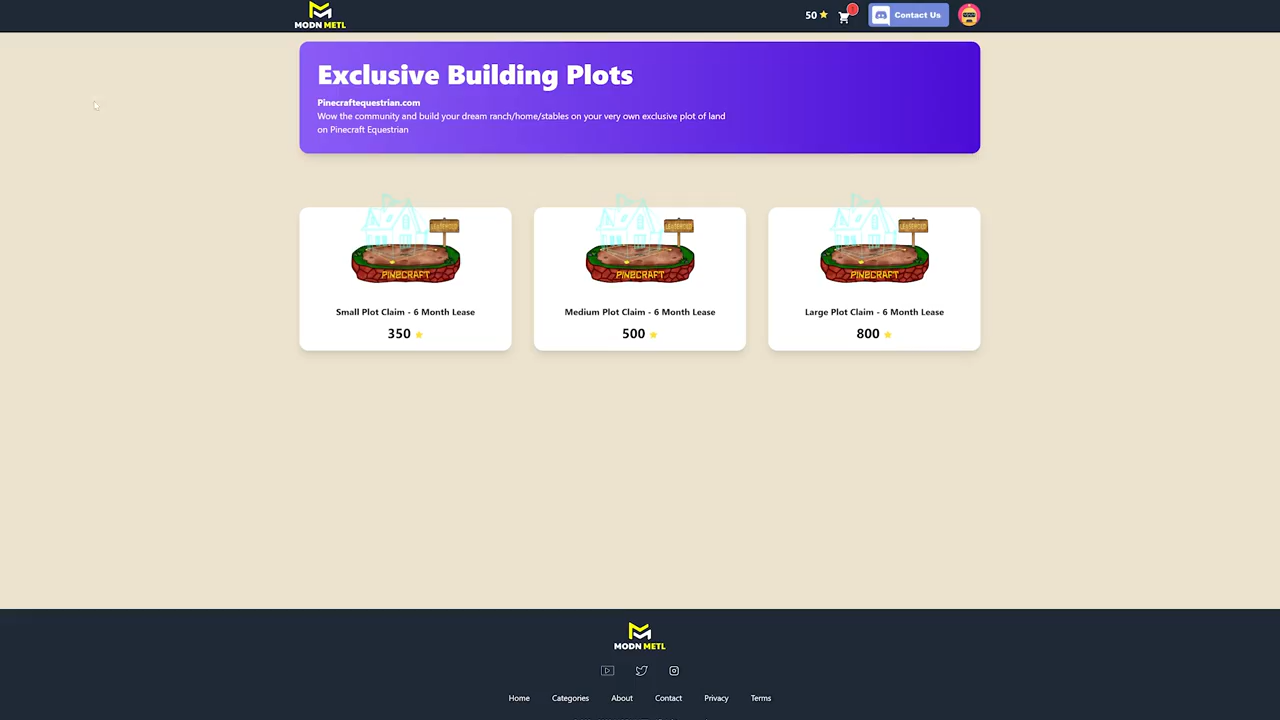 MODN METL
50
Contact Us
Exclusive Building Plots
Pinecraftequestrian.com
Wow the community and build your dream ranch/home/stables on your very own exclusive plot of land
on Pinecraft Equestrian
PINECRAFT
PINECRAFT
PINECRAFT
Small Plot Claim - 6 Month Lease
Medium Plot Claim - 6 Month Lease
Large Plot Claim - 6 Month Lease
350
500
800
MODN METL
Home
Categories
About
Contact
Privacy
Terms